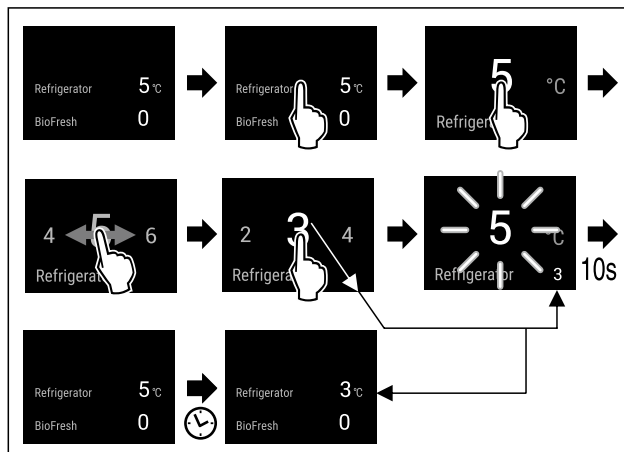 Refrigerator 5 °C
BioFresh 0
Refrigerator 5 °C
BioFresh 0
5 °C
Refriger
4 5 6
Refrigerator
2 3 4
Refrigera
5 °C
Refrigerator 3
10s
Refrigerator 5 °C
BioFresh 0
Refrigerator 3 °C
BioFresh 0